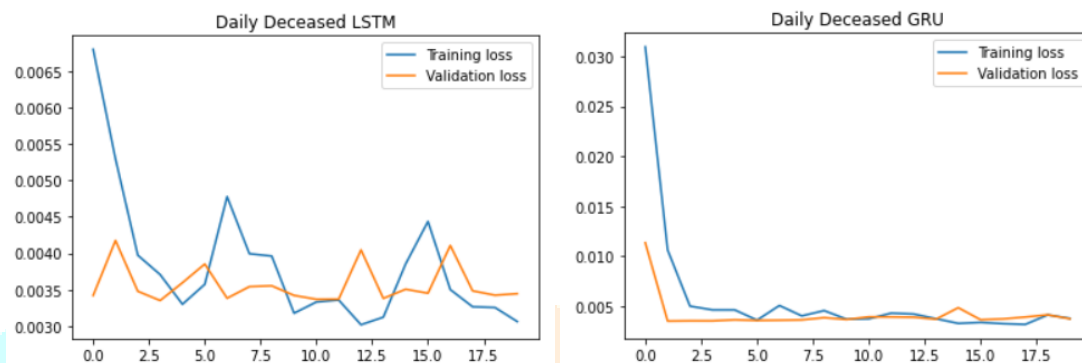 Daily Deceased LSTM
Training loss
Validation loss
0.0065
0.0060
0.0055
0.0050
0.0045
0.0040
0.0035
0.0030
0.0 2.5 5.0 7.5 10.0 12.5 15.0 17.5
Daily Deceased GRU
Training loss
Validation loss
0.030
0.025
0.020
0.015
0.010
0.005
0.0 2.5 5.0 7.5 10.0 12.5 15.0 17.5